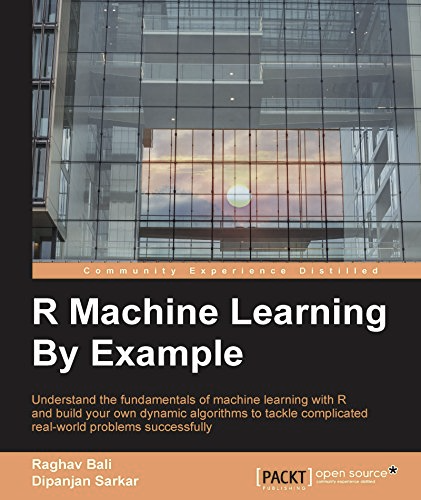 Community Experience Distilled
R Machine Learning
By Example
Understand the fundamentals of machine learning with R
and build your own dynamic algorithms to tackle complicated
real-world problems successfully
Raghav Bali
Dipanjan Sarkar
[PACKT] open source*
PUBLISHING community experience distilled